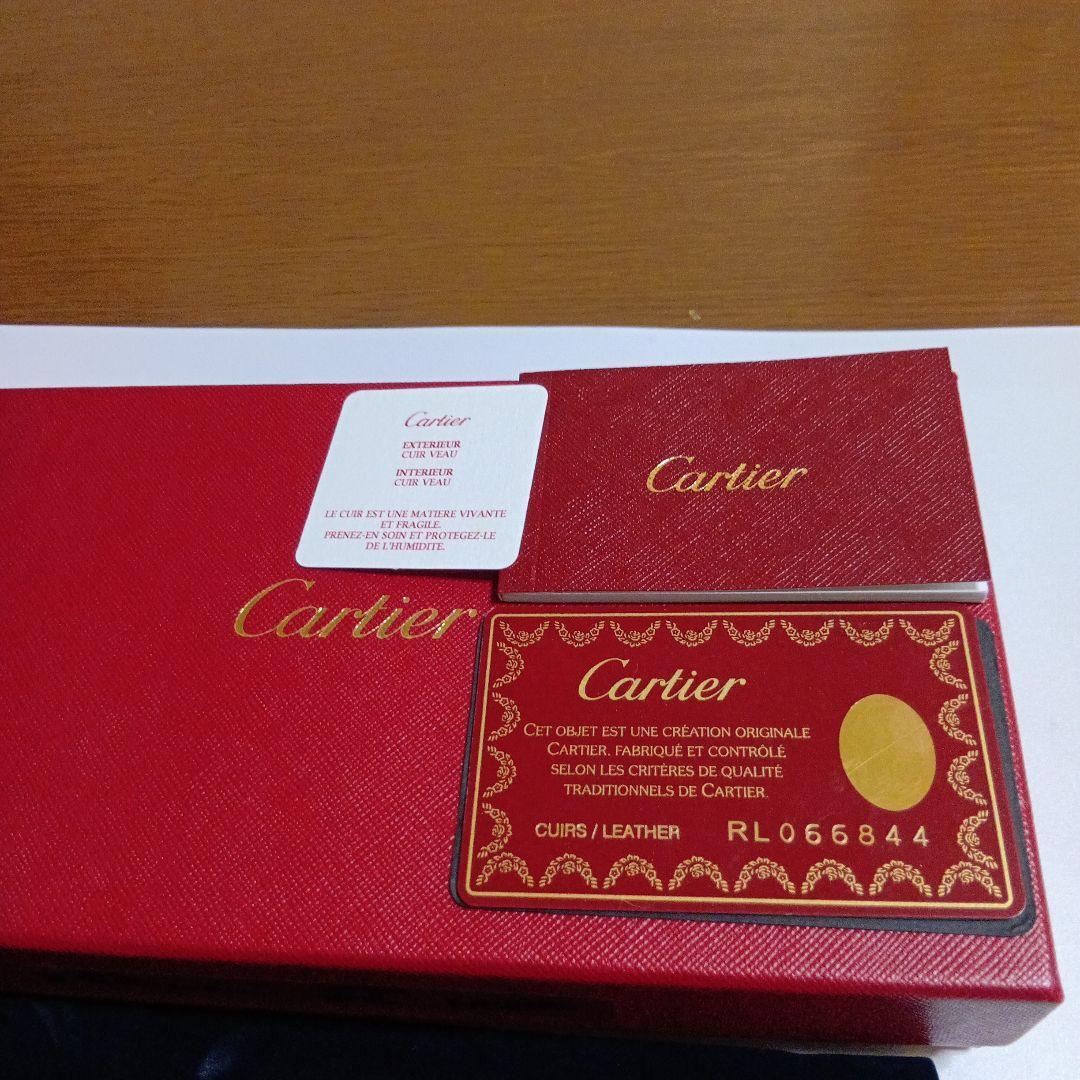 Cartier
EXTERIEUR
CUIR VEAU
INTERIEUR
CUIR VEAU
LE CUIR EST UNE MATIERE VIVANTE
ET FRAGILE.
PRENEZ-EN SOIN ET PROTEGEZ-LE
DE L'HUMIDITE.
Cartier
Cartier
Cartier
CET OBJET EST UNE CRÉATION ORIGINALE
CARTIER, FABRIQUÉ ET CONTRÔLÉ
SELON LES CRITÈRES DE QUALITÉ
TRADITIONNELS DE CARTIER.
CUIRS / LEATHER RL066844